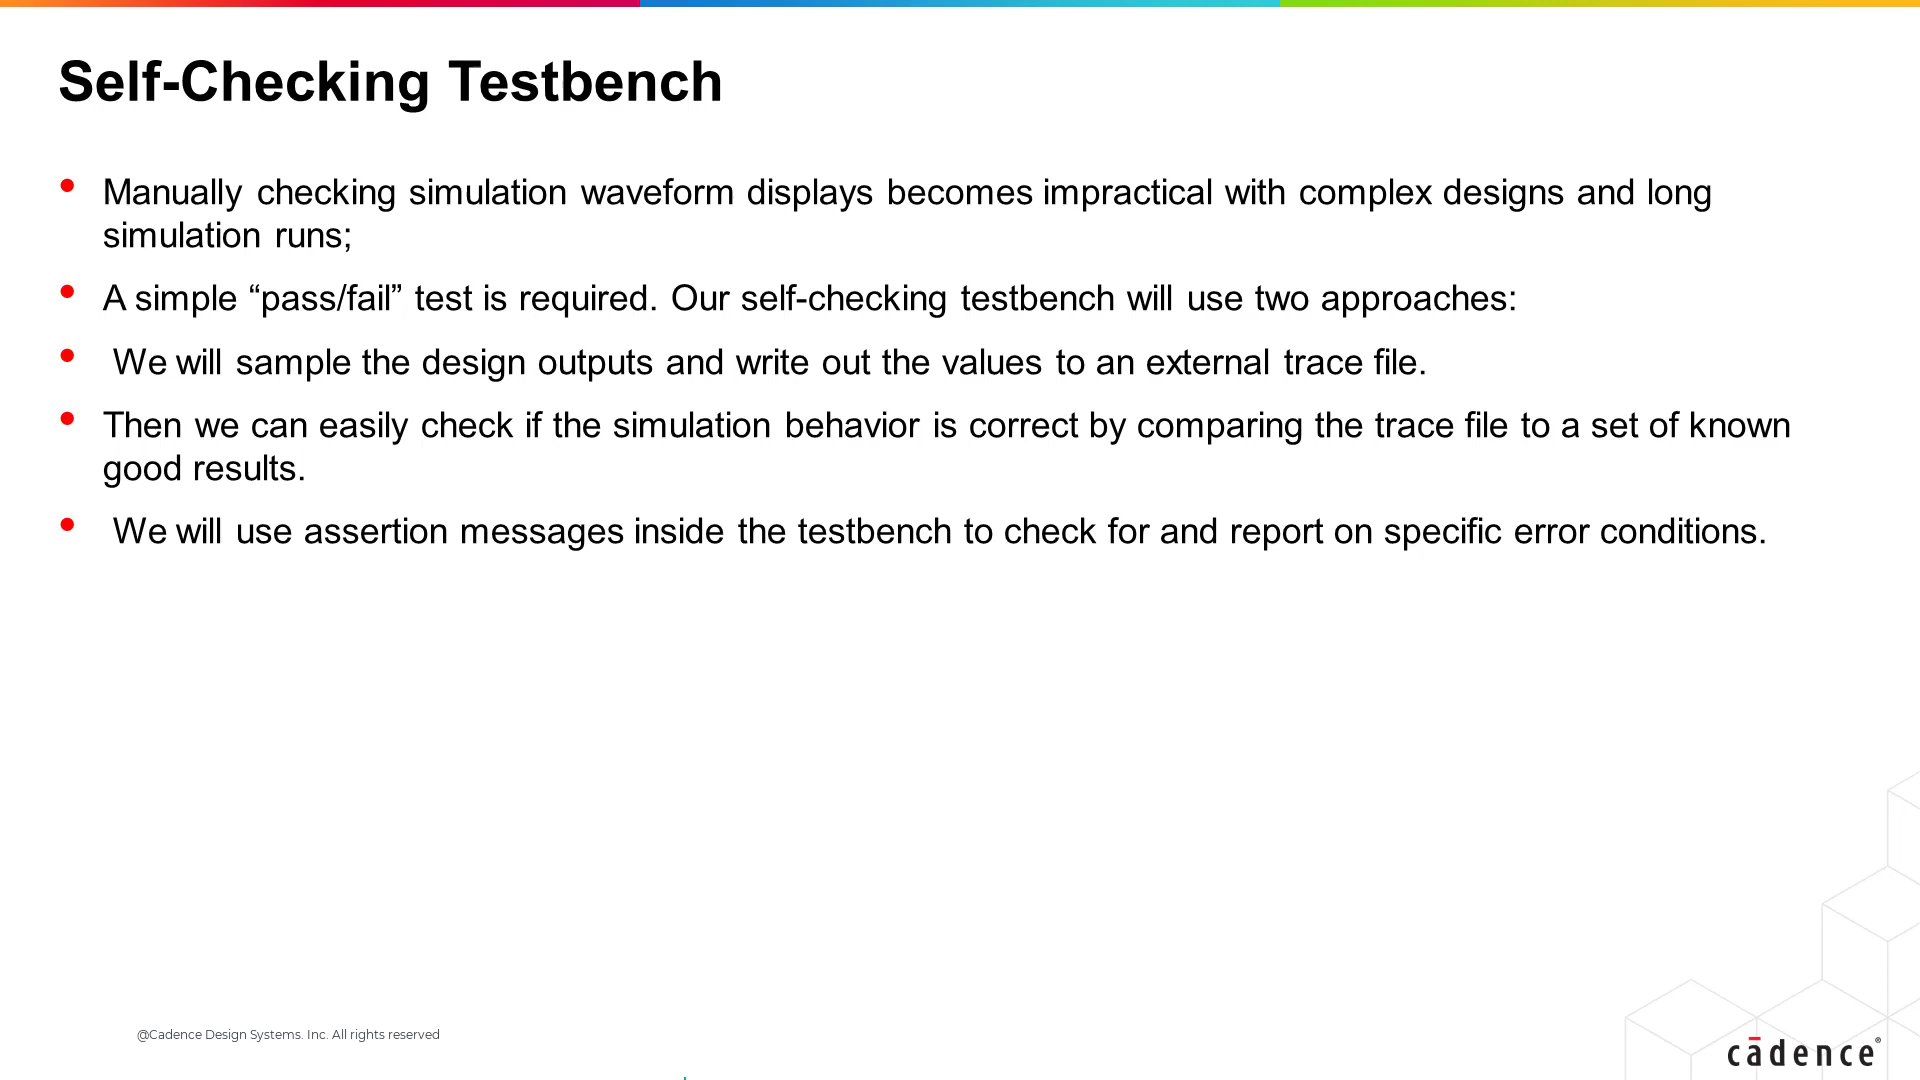 Self-Checking Testbench
• Manually checking simulation waveform displays becomes impractical with complex designs and long
simulation runs;
• A simple “pass/fail” test is required. Our self-checking testbench will use two approaches:
• We will sample the design outputs and write out the values to an external trace file.
• Then we can easily check if the simulation behavior is correct by comparing the trace file to a set of known
good results.
• We will use assertion messages inside the testbench to check for and report on specific error conditions.
@Cadence Design Systems. Inc. All rights reserved
cādence®